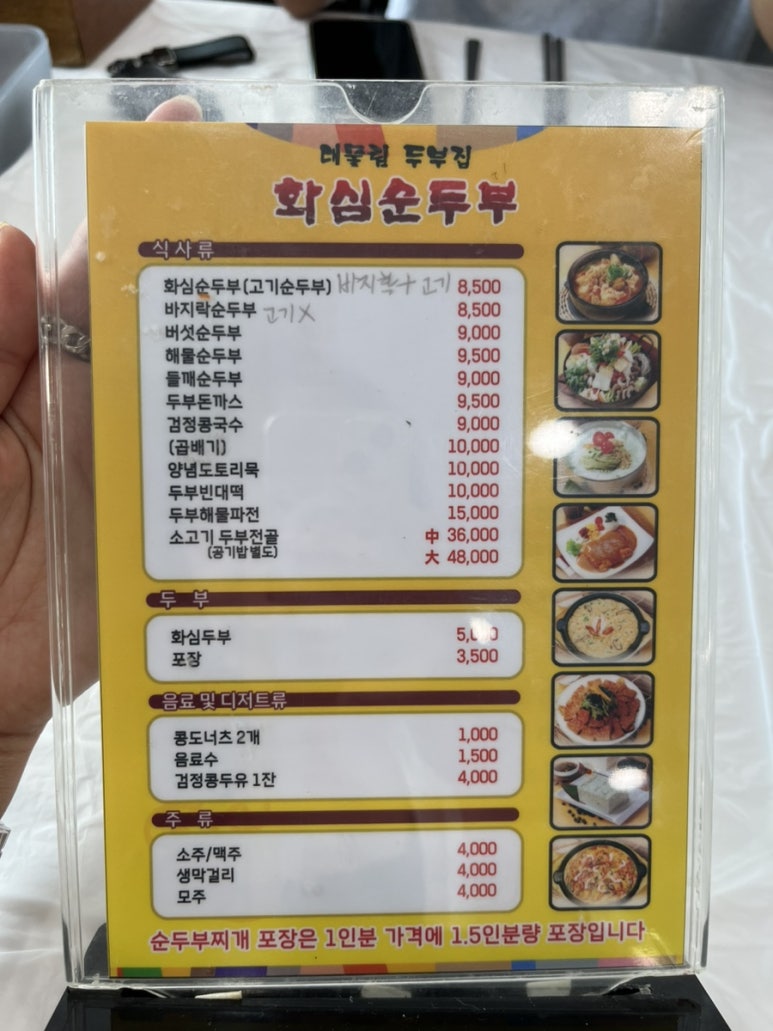 대물림 두부집
화심순두부
식사류
화심순두부(고기순두부) 바지락+고기 8,500
바지락순두부 고기X 8,500
버섯순두부 9,000
해물순두부 9,500
들깨순두부 9,000
두부돈까스 9,500
검정콩국수 9,000
(곱배기) 10,000
양념도토리묵 10,000
두부빈대떡 10,000
두부해물파전 15,000
소고기 두부전골 中 36,000
(공기밥별도) 大 48,000
두 부
화심두부 5,000
포장 3,500
음료 및 디저트류
콩도너츠 2개 1,000
음료수 1,500
검정콩두유 1잔 4,000
주 류
소주/맥주 4,000
생막걸리 4,000
모주 4,000
순두부찌개 포장은 1인분 가격에 1.5인분량 포장입니다